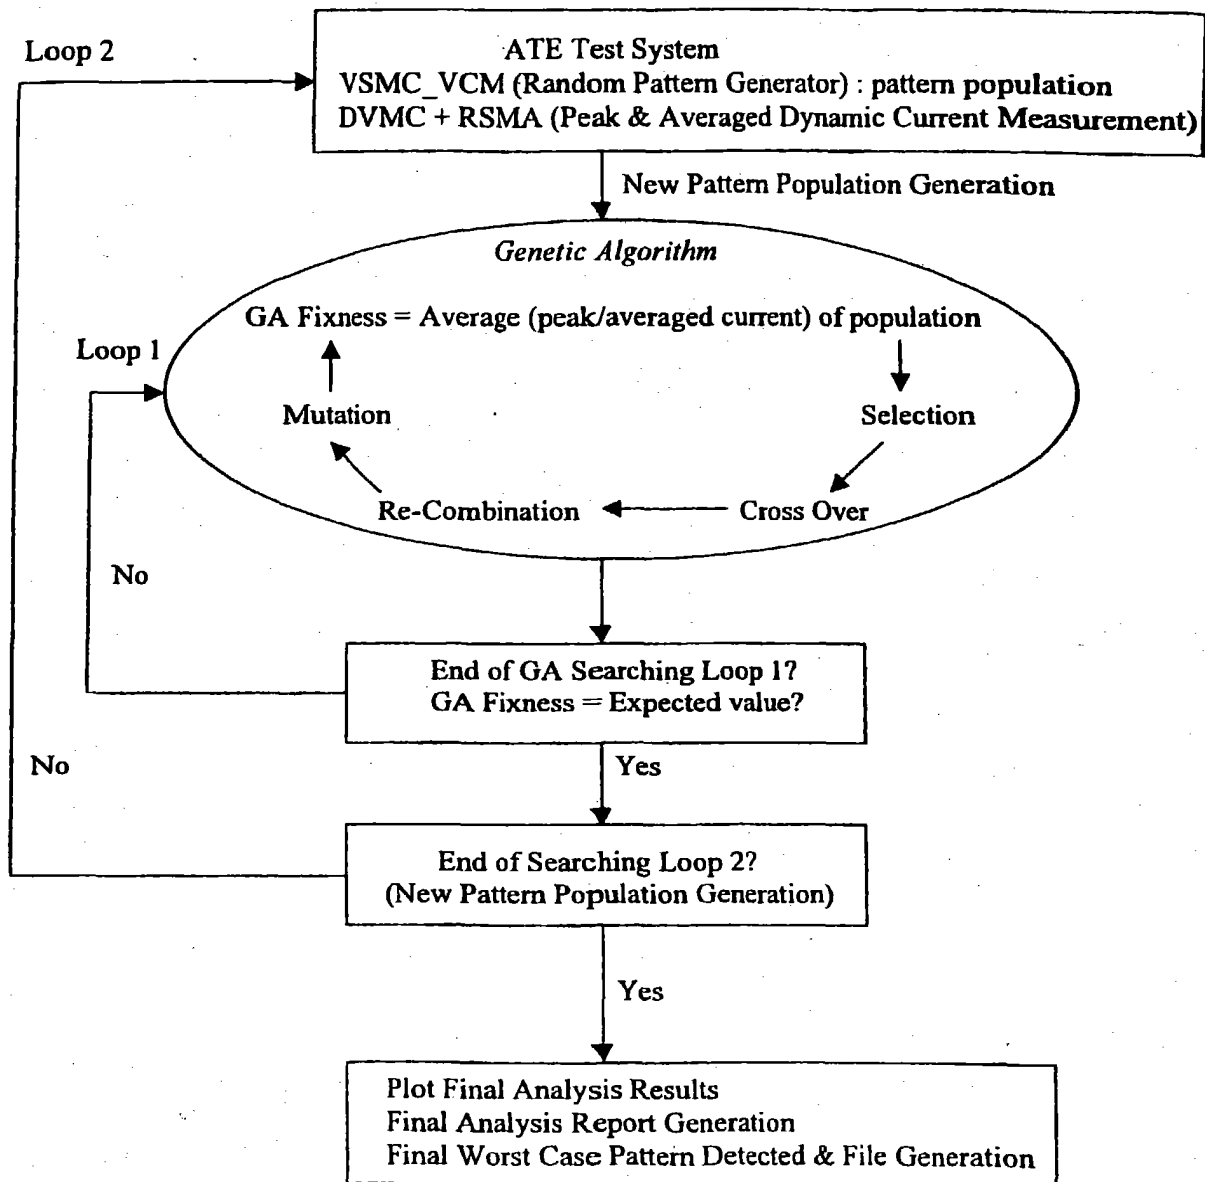 Loop 2
ATE Test System
VSMC_VCM (Random Pattern Generator) : pattern population
DVMC + RSMA (Peak & Averaged Dynamic Current Measurement)
New Pattern Population Generation
Genetic Algorithm
GA Fixness = Average (peak/averaged current) of population
Loop 1
Mutation
Selection
Re-Combination
Cross Over
No
End of GA Searching Loop 1?
GA Fixness = Expected value?
No
Yes
End of Searching Loop 2?
(New Pattern Population Generation)
Yes
Plot Final Analysis Results
Final Analysis Report Generation
Final Worst Case Pattern Detected & File Generation